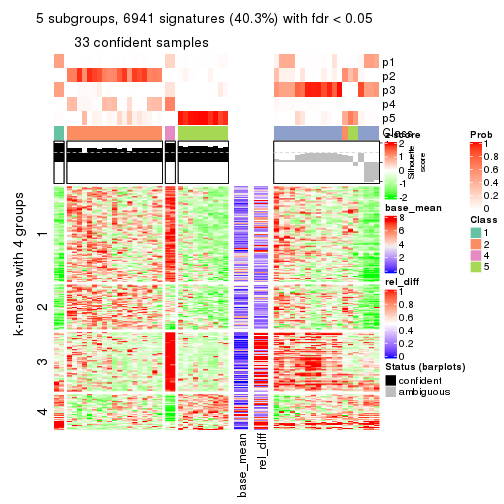 5 subgroups, 6941 signatures (40.3%) with fdr < 0.05
33 confident samples
p1
p2
p3
p4
p5
Class
k-means with 4 groups
1
2
3
4
base_mean
rel_diff
z-score
2
1
0
-1
-2
Silhouette
score
base_mean
8
6
4
2
0
rel_diff
1
0.8
0.6
0.4
0.2
0
Status (barplots)
confident
ambiguous
Prob
1
0.8
0.6
0.4
0.2
0
Class
1
2
4
5